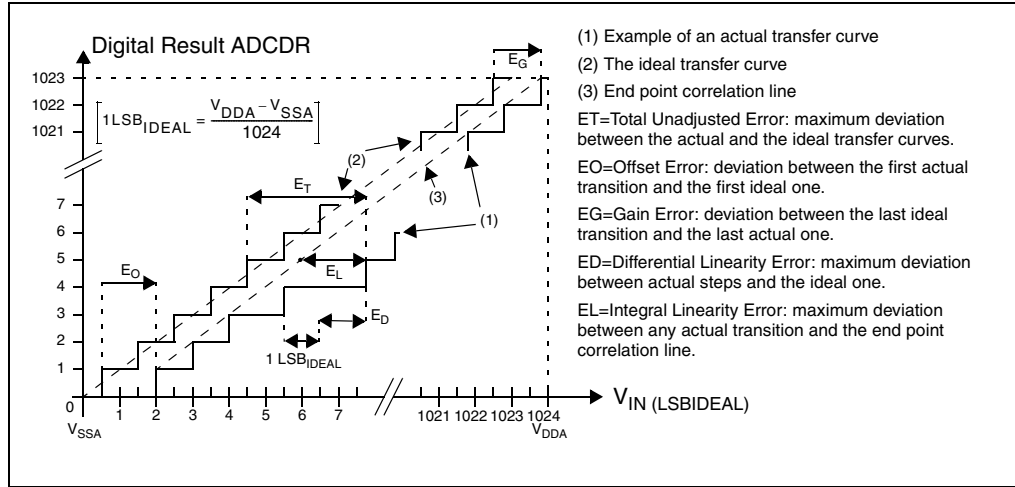 Digital Result ADCDR
1023
1022
1021
1LSB_IDEAL = (V_DDA – V_SSA) / 1024
7
6
5
4
3
2
1
0
E_G
(2)
(3)
(1)
E_T
E_O
E_L
E_D
1 LSB_IDEAL
1 2 3 4 5 6 7 1021 1022 1023 1024
V_SSA
V_DDA
V_IN (LSBIDEAL)
(1) Example of an actual transfer curve
(2) The ideal transfer curve
(3) End point correlation line
ET=Total Unadjusted Error: maximum deviation
between the actual and the ideal transfer curves.
EO=Offset Error: deviation between the first actual
transition and the first ideal one.
EG=Gain Error: deviation between the last ideal
transition and the last actual one.
ED=Differential Linearity Error: maximum deviation
between actual steps and the ideal one.
EL=Integral Linearity Error: maximum deviation
between any actual transition and the end point
correlation line.